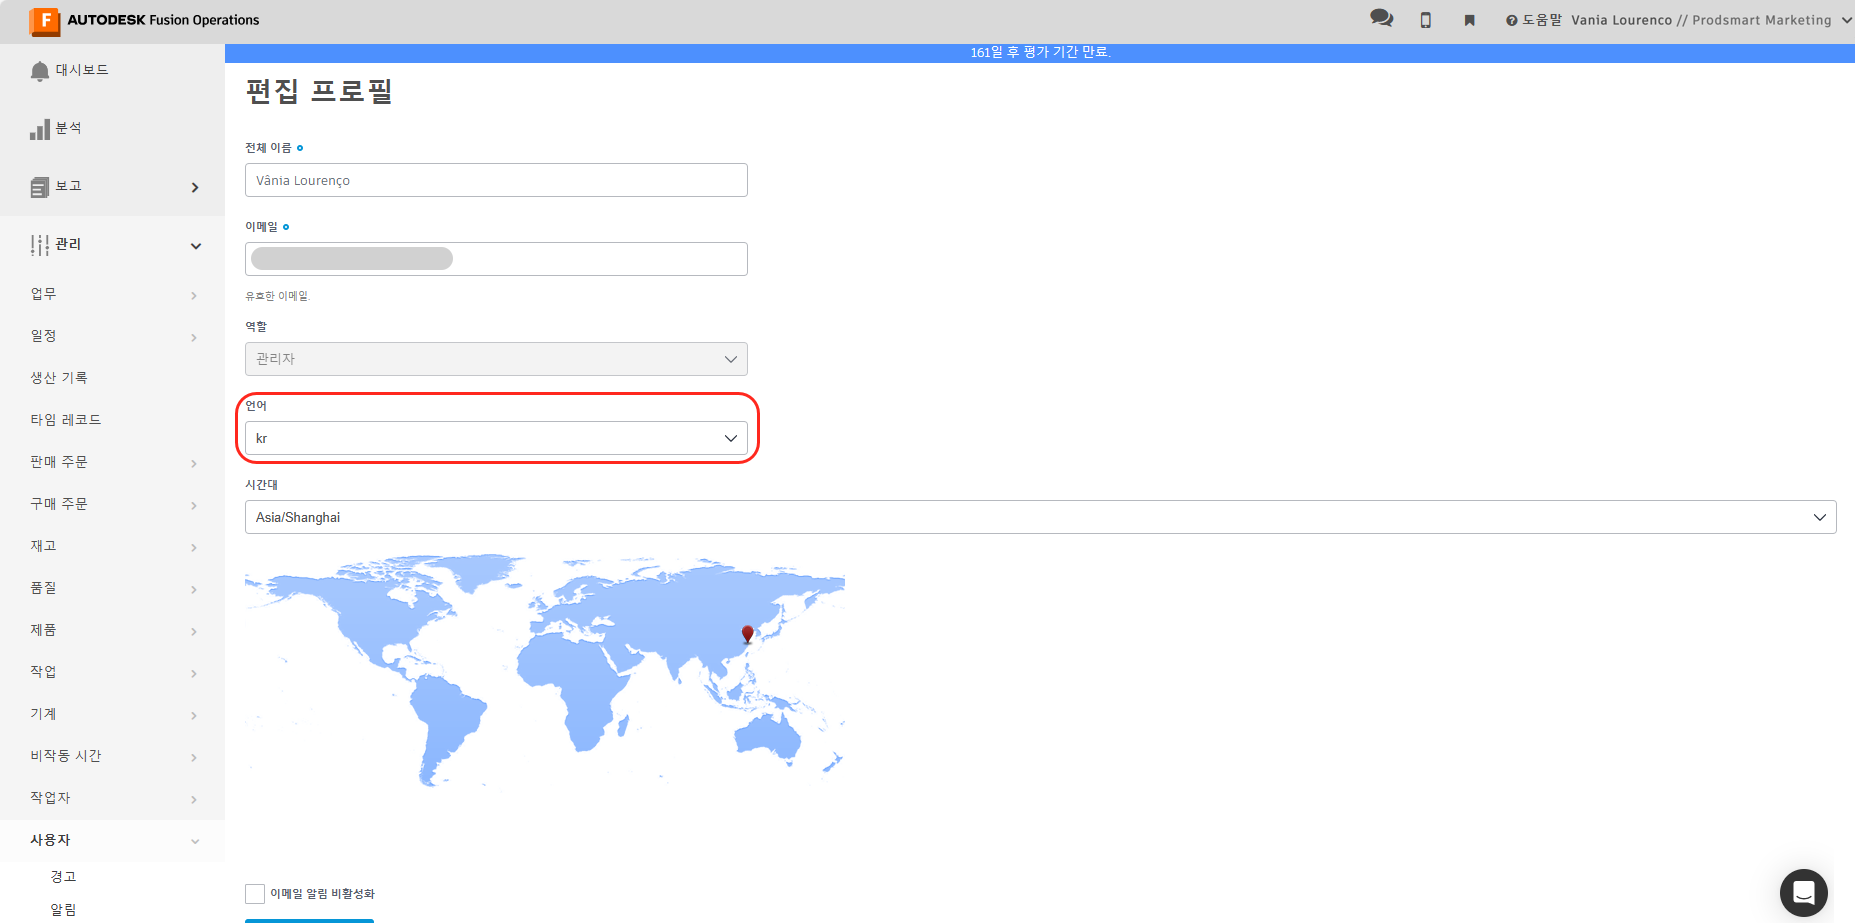 F AUTODESK Fusion Operations
도움말 Vania Lourenco // Prodsmart Marketing
161일 후 평가 기간 만료.
대시보드
분석
보고
관리
업무
일정
생산 기록
타임 레코드
판매 주문
구매 주문
재고
품질
제품
작업
기계
비작동 시간
작업자
사용자
경고
알림
편집 프로필
전체 이름
Vânia Lourenço
이메일
유효한 이메일.
역할
관리자
언어
kr
시간대
Asia/Shanghai
이메일 알림 비활성화